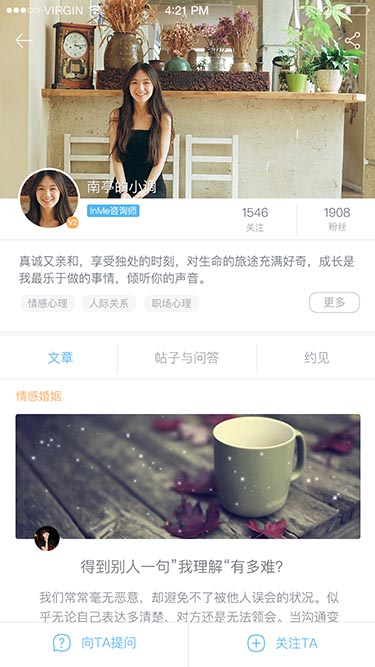 VIRGIN 4:21 PM
南亭的小润
V2
InMe咨询师
1546 1908
关注 粉丝
真诚又亲和，享受独处的时刻，对生命的旅途充满好奇，成长是
我最乐于做的事情，倾听你的声音。
情感心理 人际关系 职场心理 更多
文章 帖子与问答 约见
情感婚姻
得到别人一句”我理解“有多难?
我们常常毫无恶意，却避免不了被他人误会的状况。似
乎无论自己表达多清楚，对方还是无法领会。当沟通变
向TA提问 关注TA